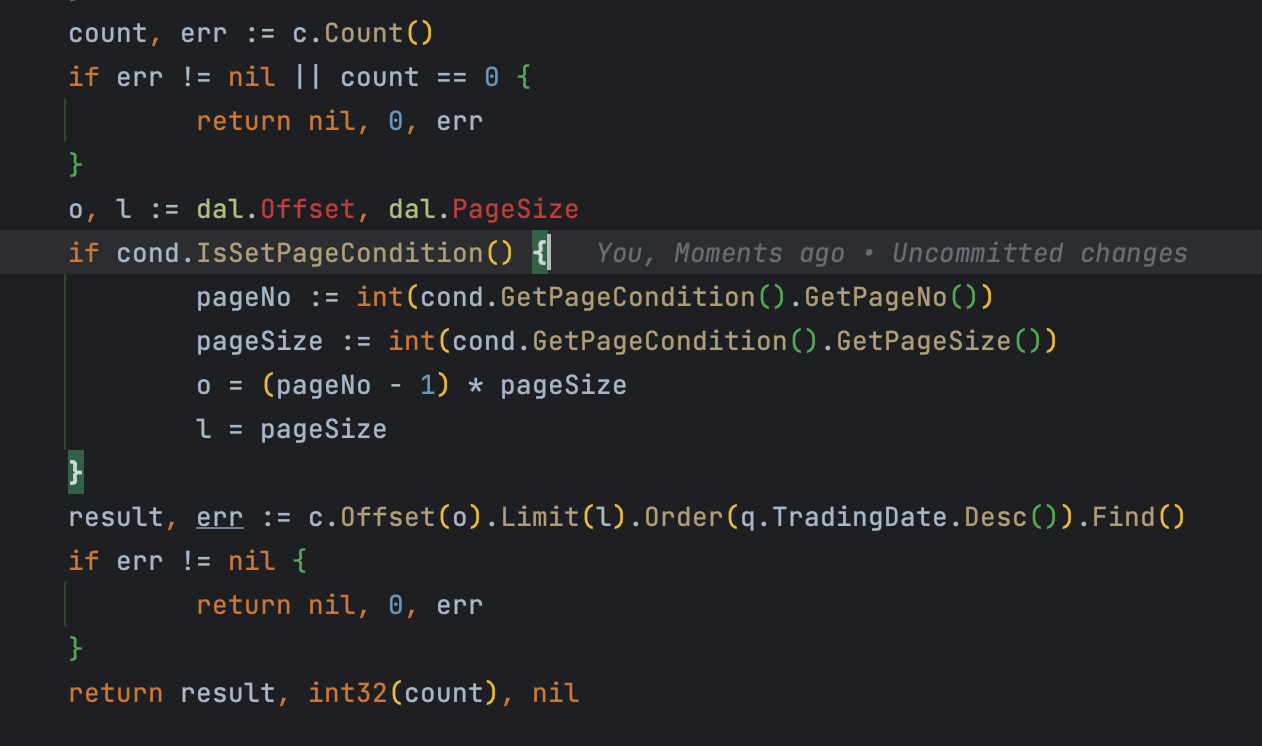 count, err := c.Count()
if err != nil || count == 0 {
return nil, 0, err
}
o, l := dal.Offset, dal.PageSize
if cond.IsSetPageCondition() { You, Moments ago • Uncommitted changes
pageNo := int(cond.GetPageCondition().GetPageNo())
pageSize := int(cond.GetPageCondition().GetPageSize())
o = (pageNo - 1) * pageSize
l = pageSize
}
result, err := c.Offset(o).Limit(l).Order(q.TradingDate.Desc()).Find()
if err != nil {
return nil, 0, err
}
return result, int32(count), nil